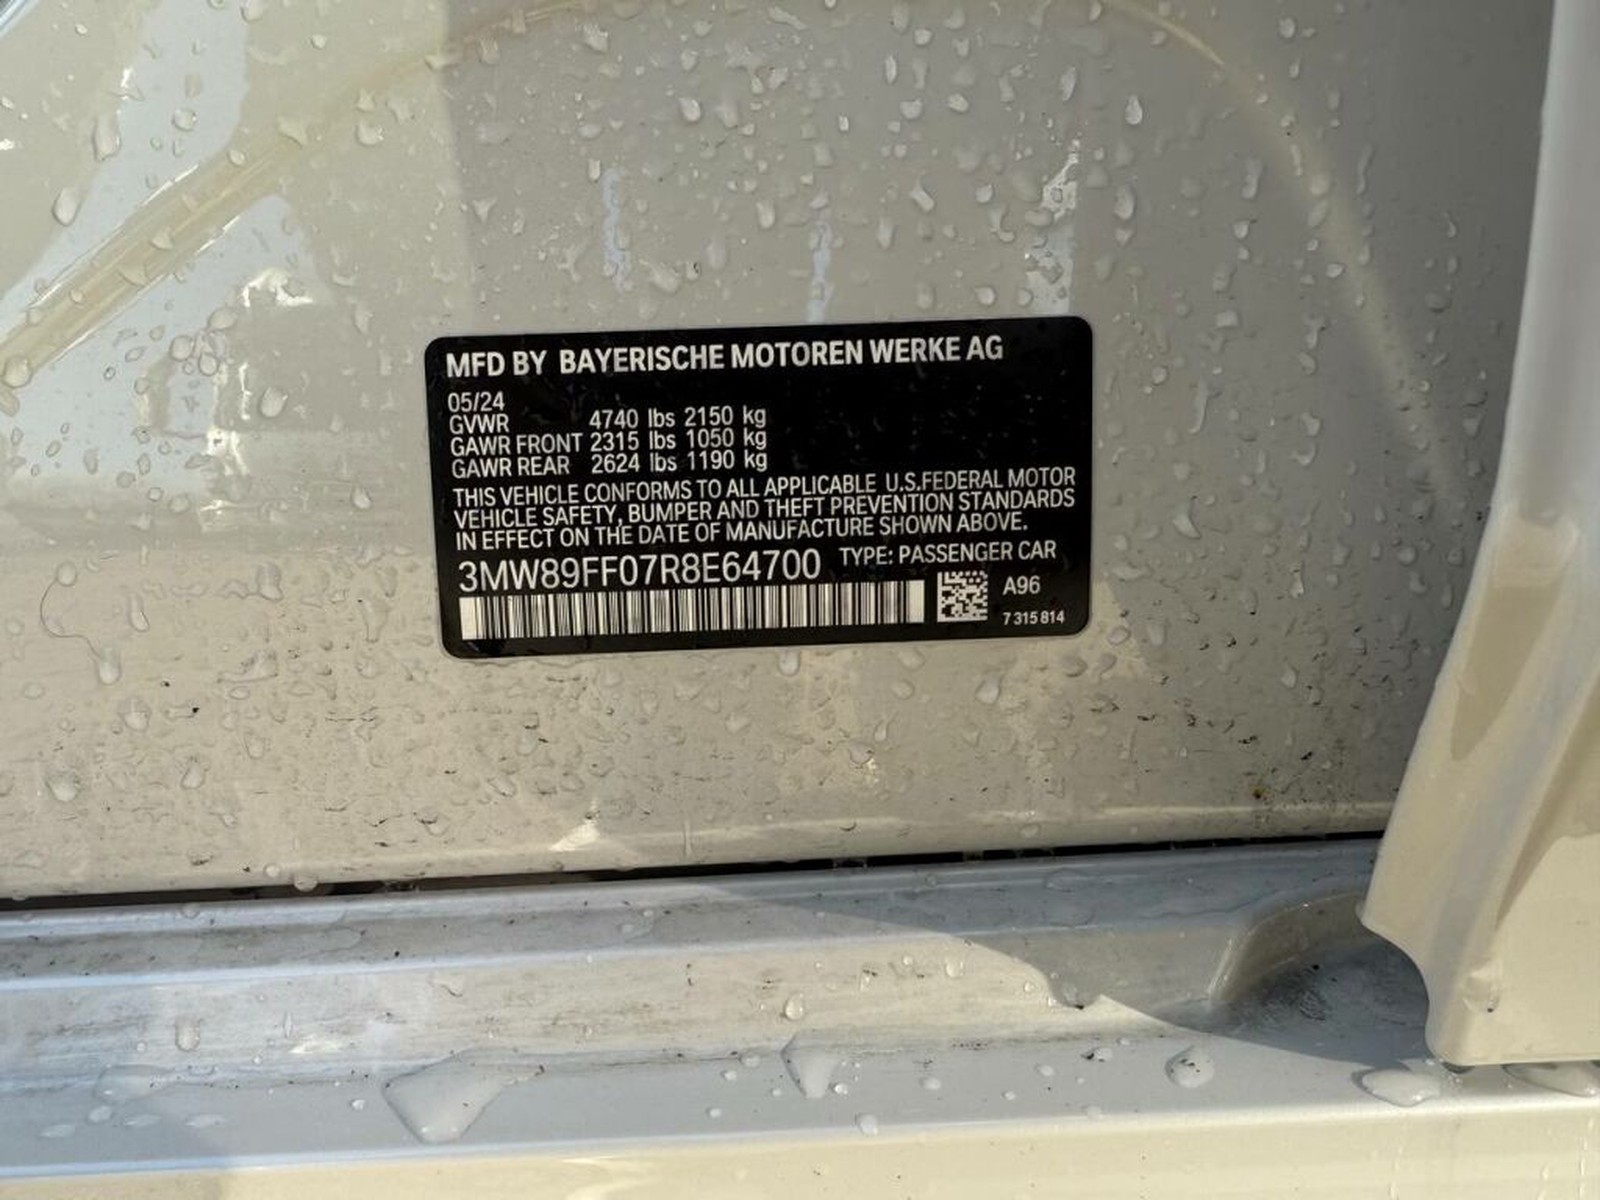 MFD BY BAYERISCHE MOTOREN WERKE AG
05/24
GVWR 4740 lbs 2150 kg
GAWR FRONT 2315 lbs 1050 kg
GAWR REAR 2624 lbs 1190 kg
THIS VEHICLE CONFORMS TO ALL APPLICABLE U.S.FEDERAL MOTOR
VEHICLE SAFETY, BUMPER AND THEFT PREVENTION STANDARDS
IN EFFECT ON THE DATE OF MANUFACTURE SHOWN ABOVE.
3MW89FF07R8E64700 TYPE: PASSENGER CAR
A96
7 315 814